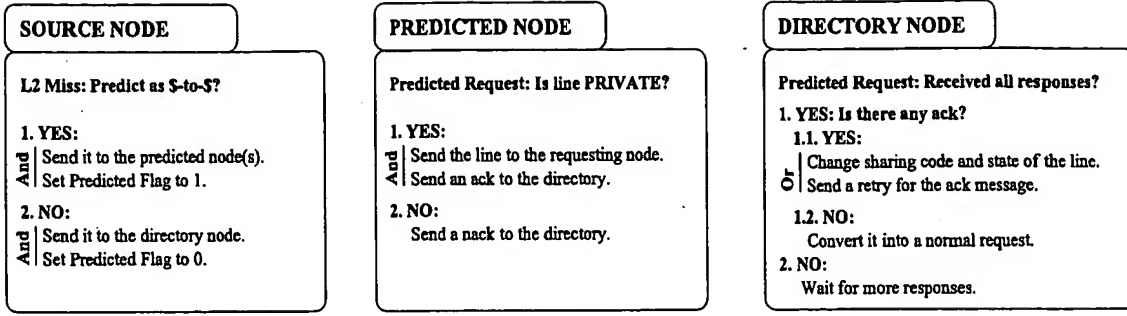 SOURCE NODE
L2 Miss: Predict as $-to-$?
1. YES:
And
Send it to the predicted node(s).
Set Predicted Flag to 1.
2. NO:
And
Send it to the directory node.
Set Predicted Flag to 0.
PREDICTED NODE
Predicted Request: Is line PRIVATE?
1. YES:
And
Send the line to the requesting node.
Send an ack to the directory.
2. NO:
Send a nack to the directory.
DIRECTORY NODE
Predicted Request: Received all responses?
1. YES: Is there any ack?
1.1. YES:
Or
Change sharing code and state of the line.
Send a retry for the ack message.
1.2. NO:
Convert it into a normal request.
2. NO:
Wait for more responses.